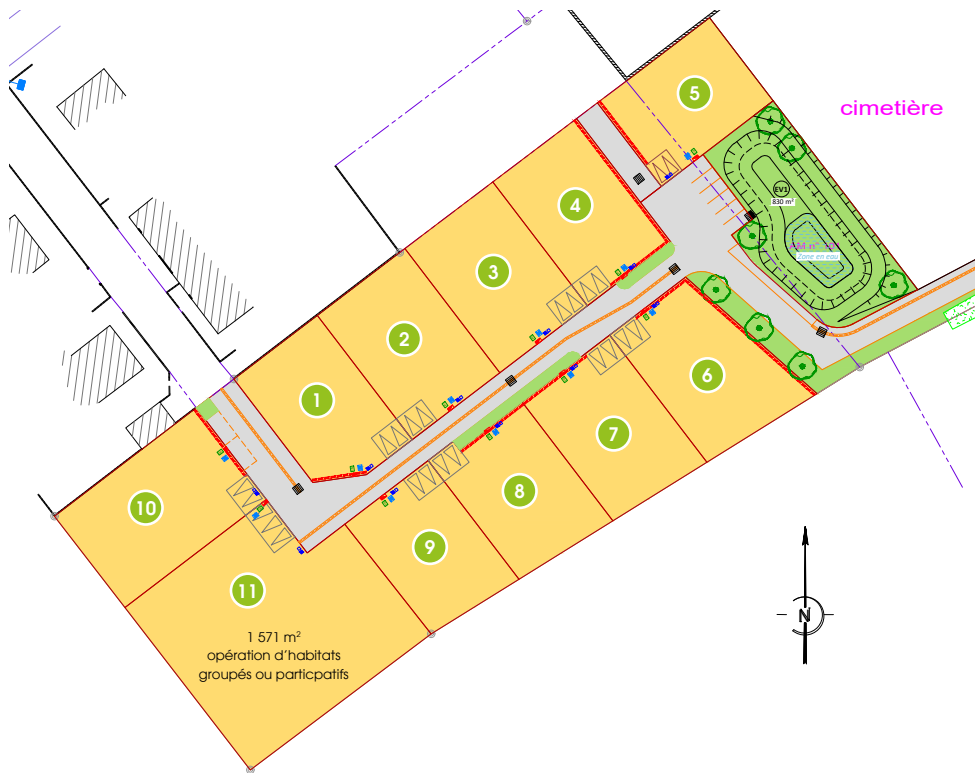 5
cimetière
4
EV1
830 m²
3
Zone en eau
2
6
1
7
8
10
9
11
1 571 m²
opération d'habitats
groupés ou particpatifs
N